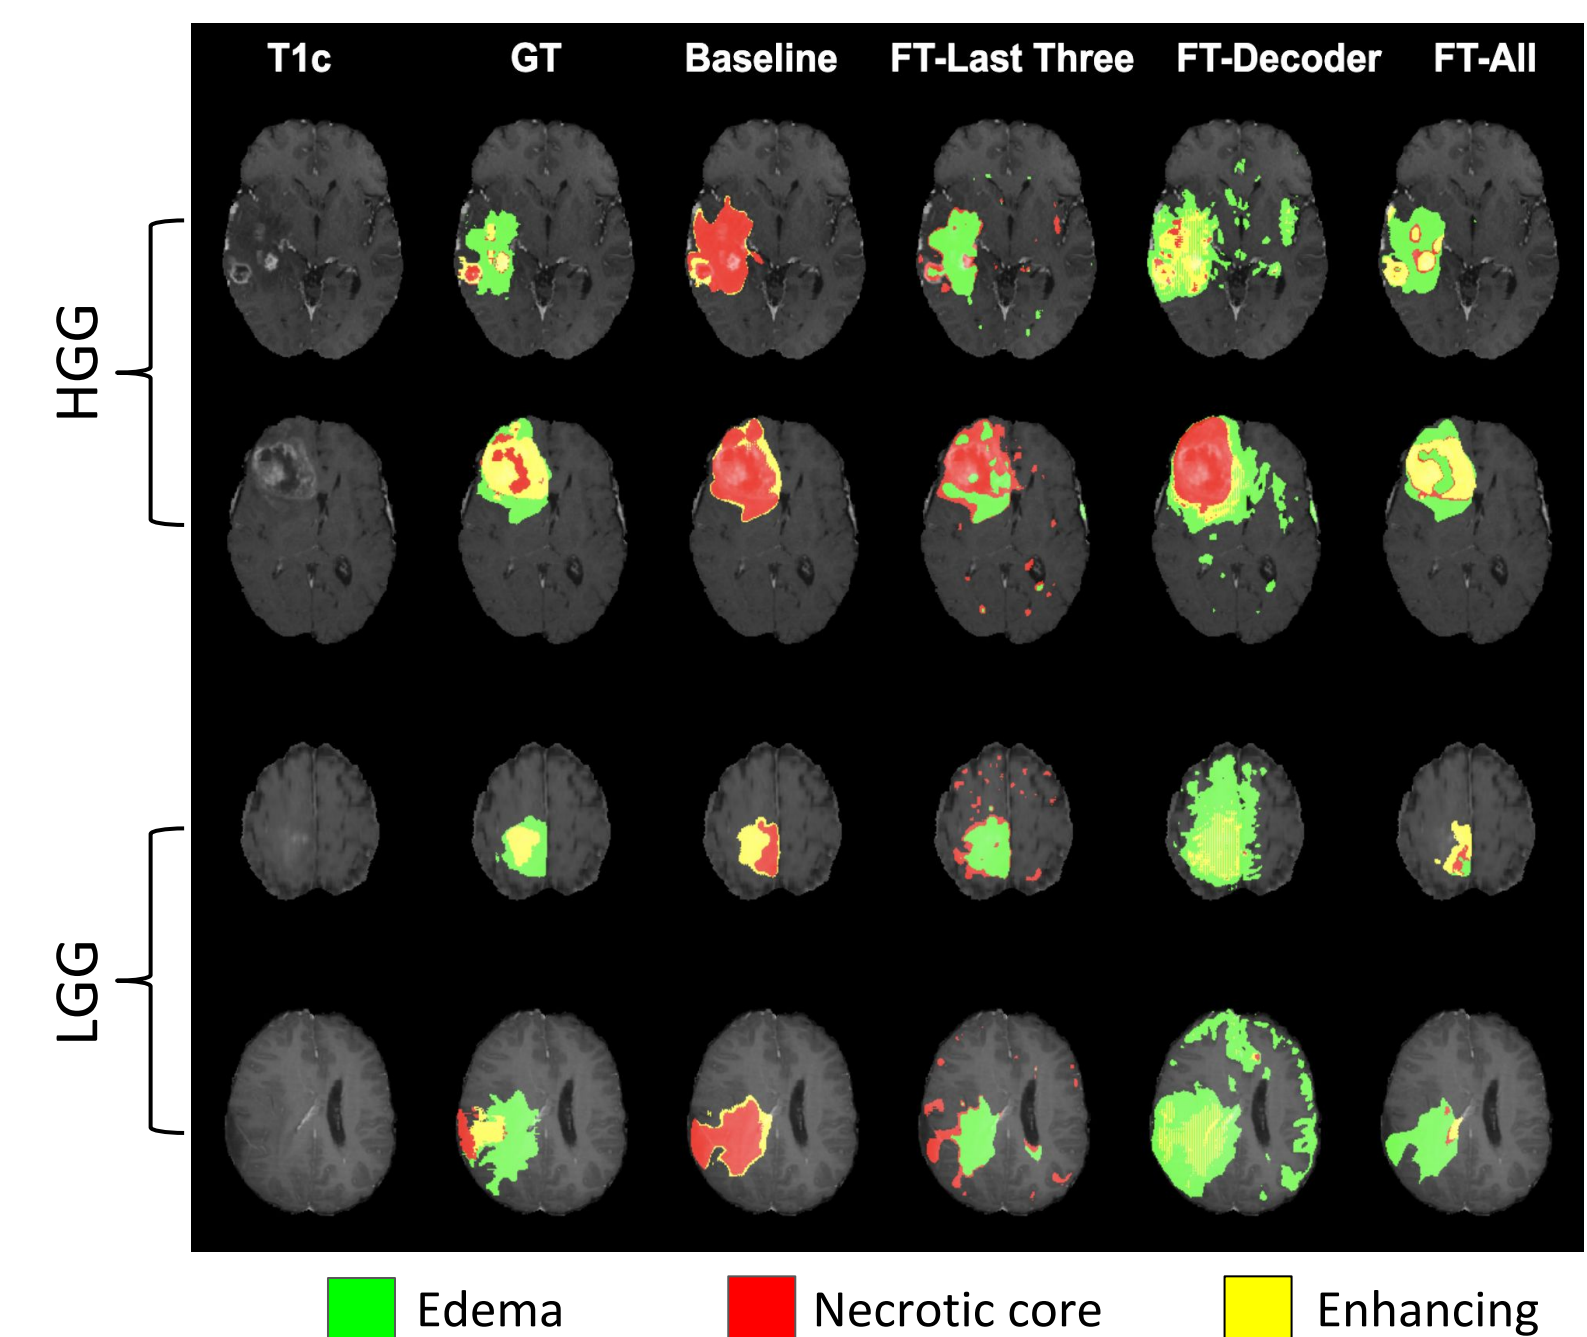 T1c GT Baseline FT-Last Three FT-Decoder FT-All
HGG
LGG
Edema Necrotic core Enhancing